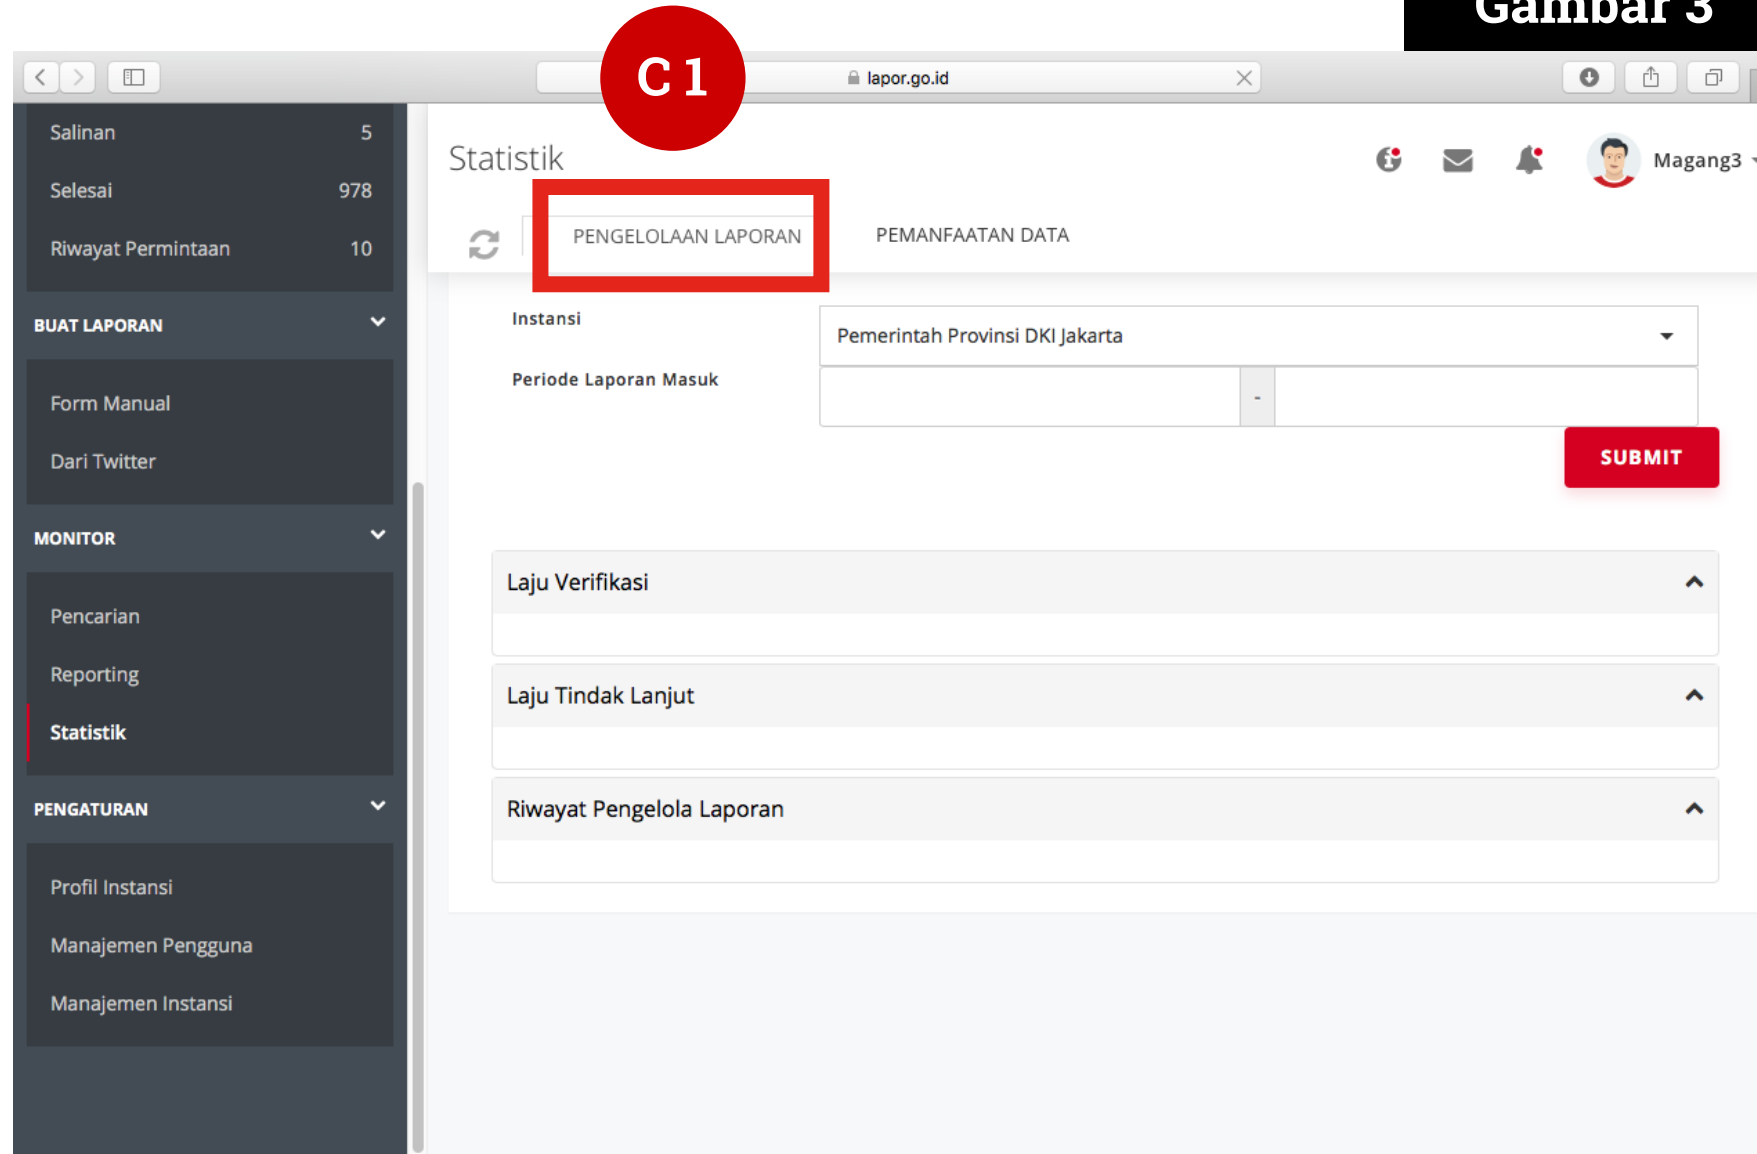 Gambar 3
C 1
lapor.go.id
Salinan 5
Selesai 978
Riwayat Permintaan 10
BUAT LAPORAN
Form Manual
Dari Twitter
MONITOR
Pencarian
Reporting
Statistik
PENGATURAN
Profil Instansi
Manajemen Pengguna
Manajemen Instansi
Statistik
Magang3
PENGELOLAAN LAPORAN PEMANFAATAN DATA
Instansi Pemerintah Provinsi DKI Jakarta
Periode Laporan Masuk -
SUBMIT
Laju Verifikasi
Laju Tindak Lanjut
Riwayat Pengelola Laporan